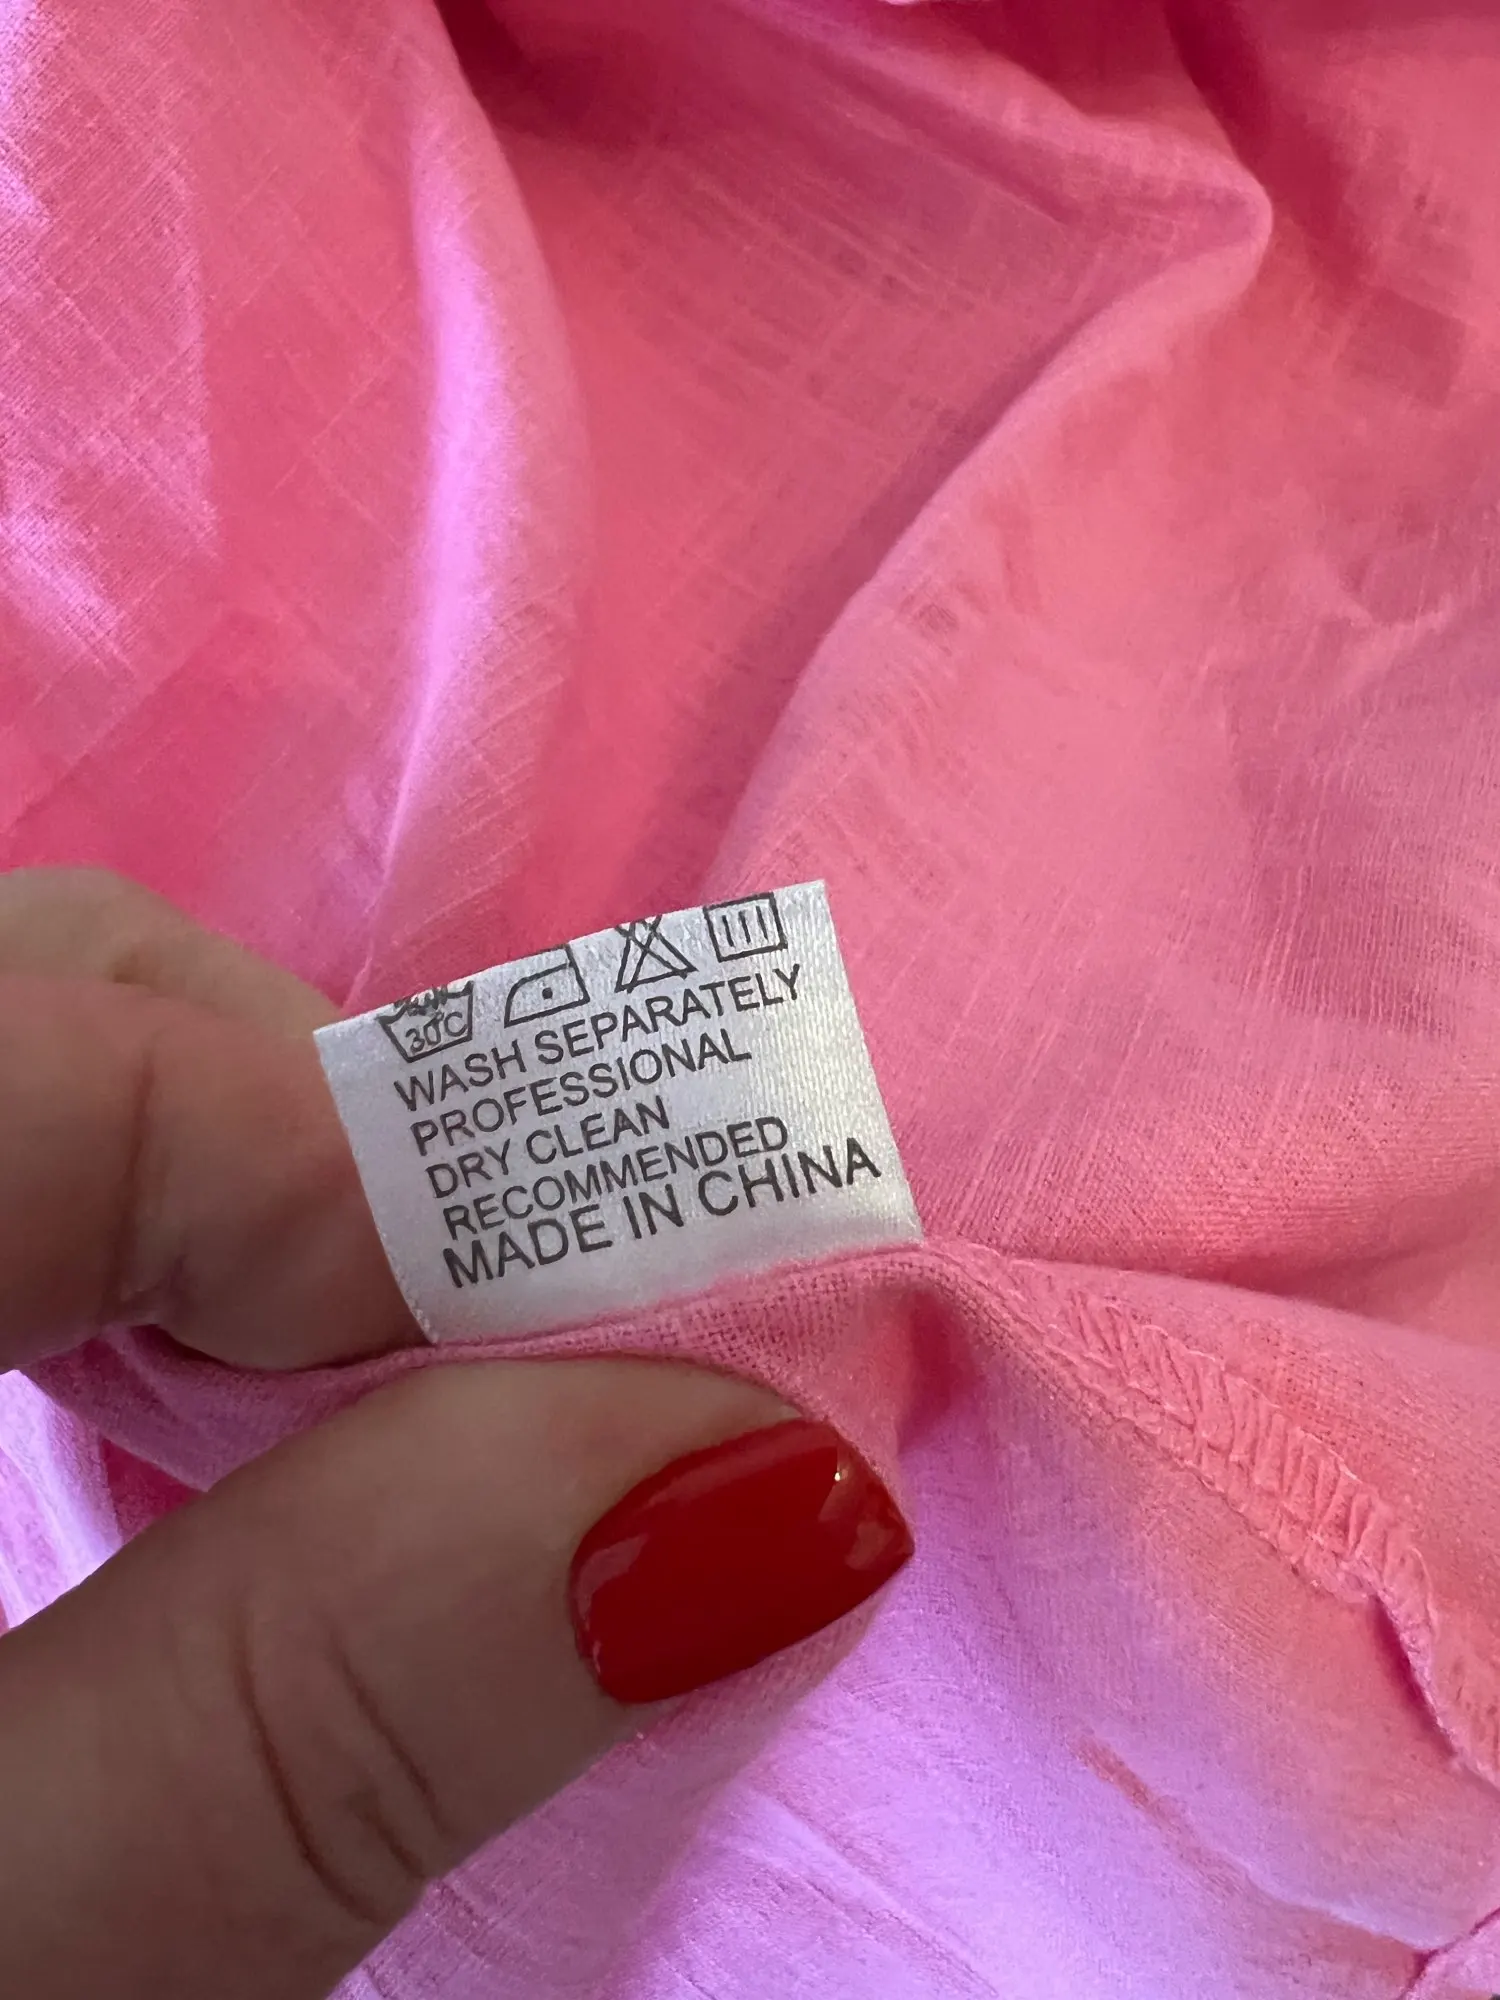 30°C
WASH SEPARATELY
PROFESSIONAL
DRY CLEAN
RECOMMENDED
MADE IN CHINA